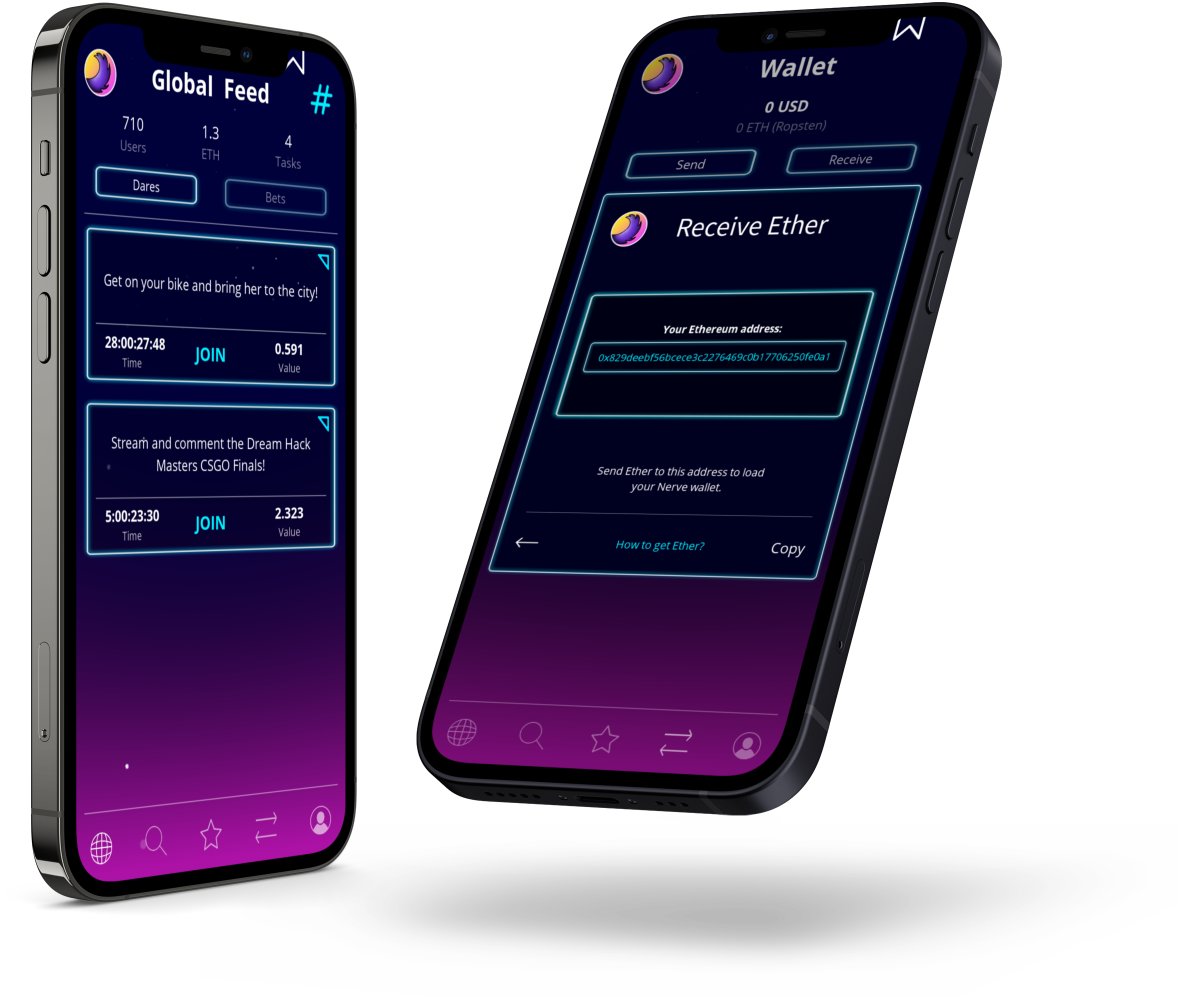 Global Feed
#
710
Users
1.3
ETH
4
Tasks
Dares
Bets
Get on your bike and bring her to the city!
28:00:27:48
Time
JOIN
0.591
Value
Stream and comment the Dream Hack
Masters CSGO Finals!
5:00:23:30
Time
JOIN
2.323
Value
Wallet
0 USD
0 ETH (Ropsten)
Send
Receive
Receive Ether
Your Ethereum address:
0x829deebf56bcece3c2276469c0b17706250fe0a1
Send Ether to this address to load
your Nerve wallet.
How to get Ether?
Copy